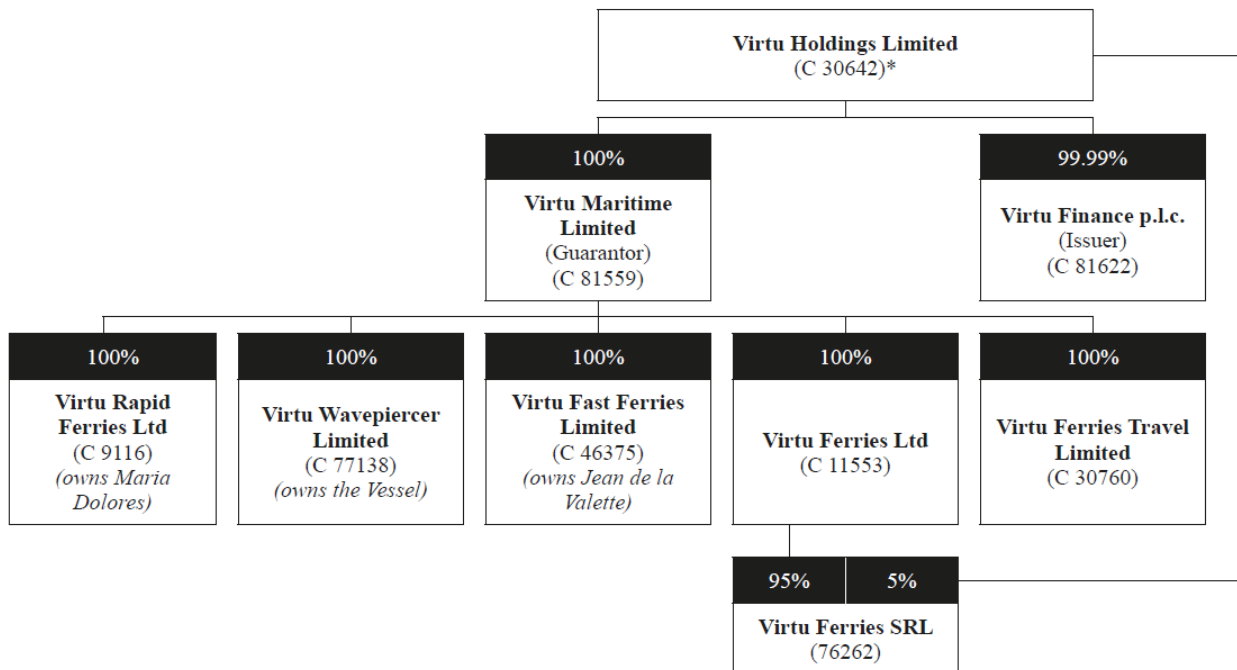 Virtu Holdings Limited
(C 30642)*
100%
Virtu Maritime
Limited
(Guarantor)
(C 81559)
99.99%
Virtu Finance p.l.c.
(Issuer)
(C 81622)
100%
Virtu Rapid
Ferries Ltd
(C 9116)
(owns Maria
Dolores)
100%
Virtu Wavepiercer
Limited
(C 77138)
(owns the Vessel)
100%
Virtu Fast Ferries
Limited
(C 46375)
(owns Jean de la
Valette)
100%
Virtu Ferries Ltd
(C 11553)
100%
Virtu Ferries Travel
Limited
(C 30760)
95%
5%
Virtu Ferries SRL
(76262)